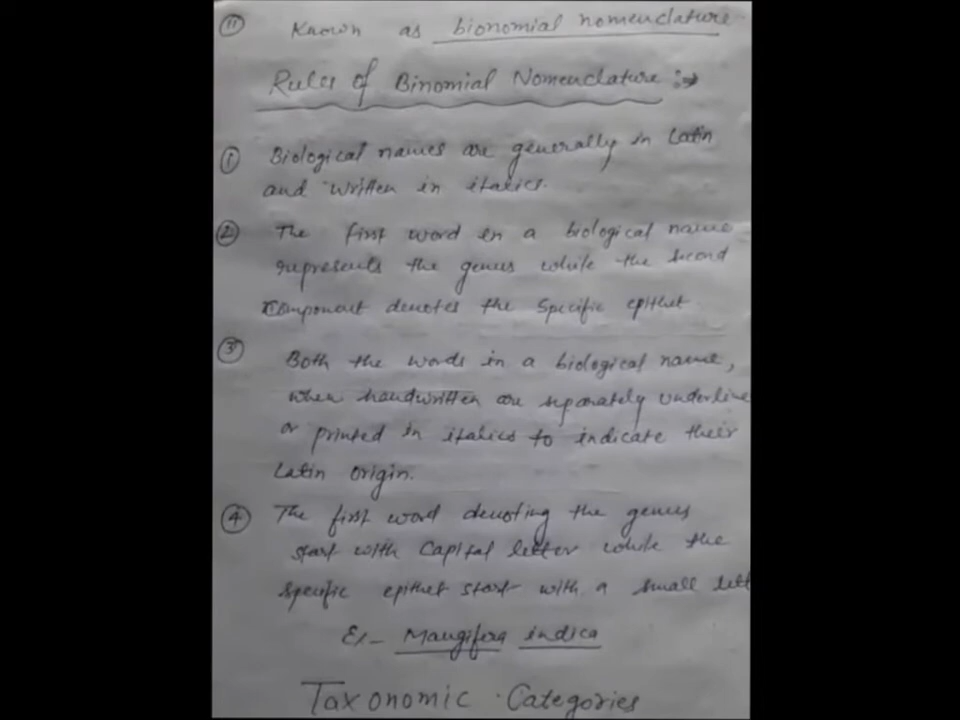 (11) Known as bionomial nomenclature
Rules of Binomial Nomenclature :→
(1) Biological names are generally in Latin
and written in italics.
(2) The first word in a biological name
represents the genus while the second
component denotes the specific epithet
(3) Both the words in a biological name,
when handwritten are separately underline
or printed in italics to indicate their
Latin origin.
(4) The first word denoting the genus
start with Capital letter while the
specific epithet start with a small lett
Ex- Mangifera indica
Taxonomic Categories